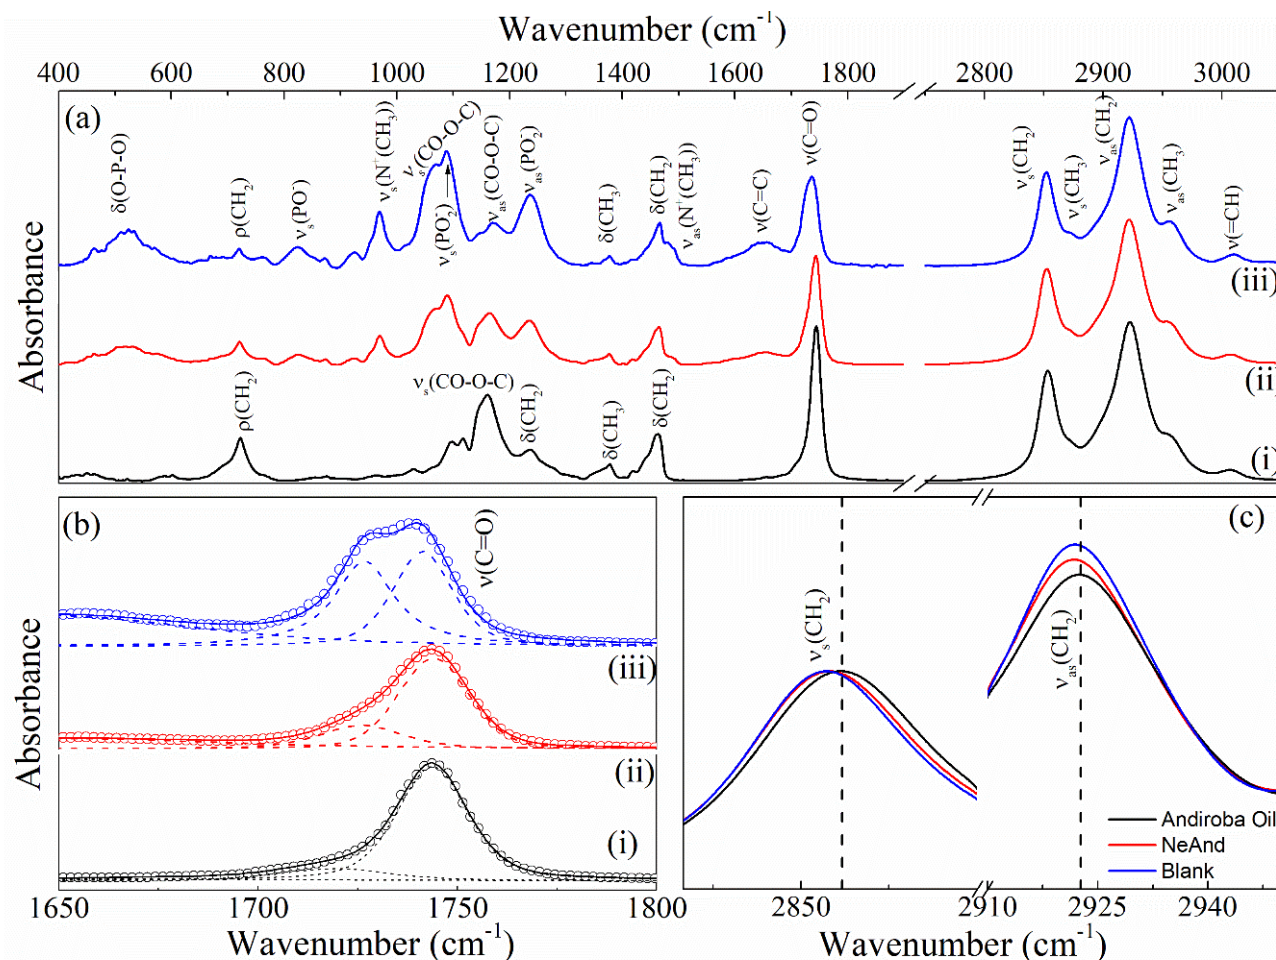 Wavenumber (cm⁻¹)
400 600 800 1000 1200 1400 1600 1800 2850 2900 2950 3000
(a)
Absorbance
δ(O-P-O)
ρ(CH₂)
νₛ(PO⁻)
νₛ(N⁺(CH₃))
νₛ(CO-O-C)
νₛ(PO₂⁻)
νₐₛ(CO-O-C)
νₐₛ(PO₂⁻)
δ(CH₃)
δ(CH₂)
νₐₛ(N⁺(CH₃))
ν(C=C)
ν(C=O)
νₛ(CH₂)
νₛ(CH₃)
νₐₛ(CH₂)
νₐₛ(CH₃)
ν(=CH)
(iii)
(ii)
ρ(CH₂)
νₛ(CO-O-C)
δ(CH₂)
δ(CH₃)
δ(CH₂)
(i)
(b)
Absorbance
ν(C=O)
(iii)
(ii)
(i)
1650 1700 1750 1800
Wavenumber (cm⁻¹)
(c)
νₛ(CH₂)
νₐₛ(CH₂)
Andiroba Oil
NeAnd
Blank
2850 2910 2925 2940
Wavenumber (cm⁻¹)